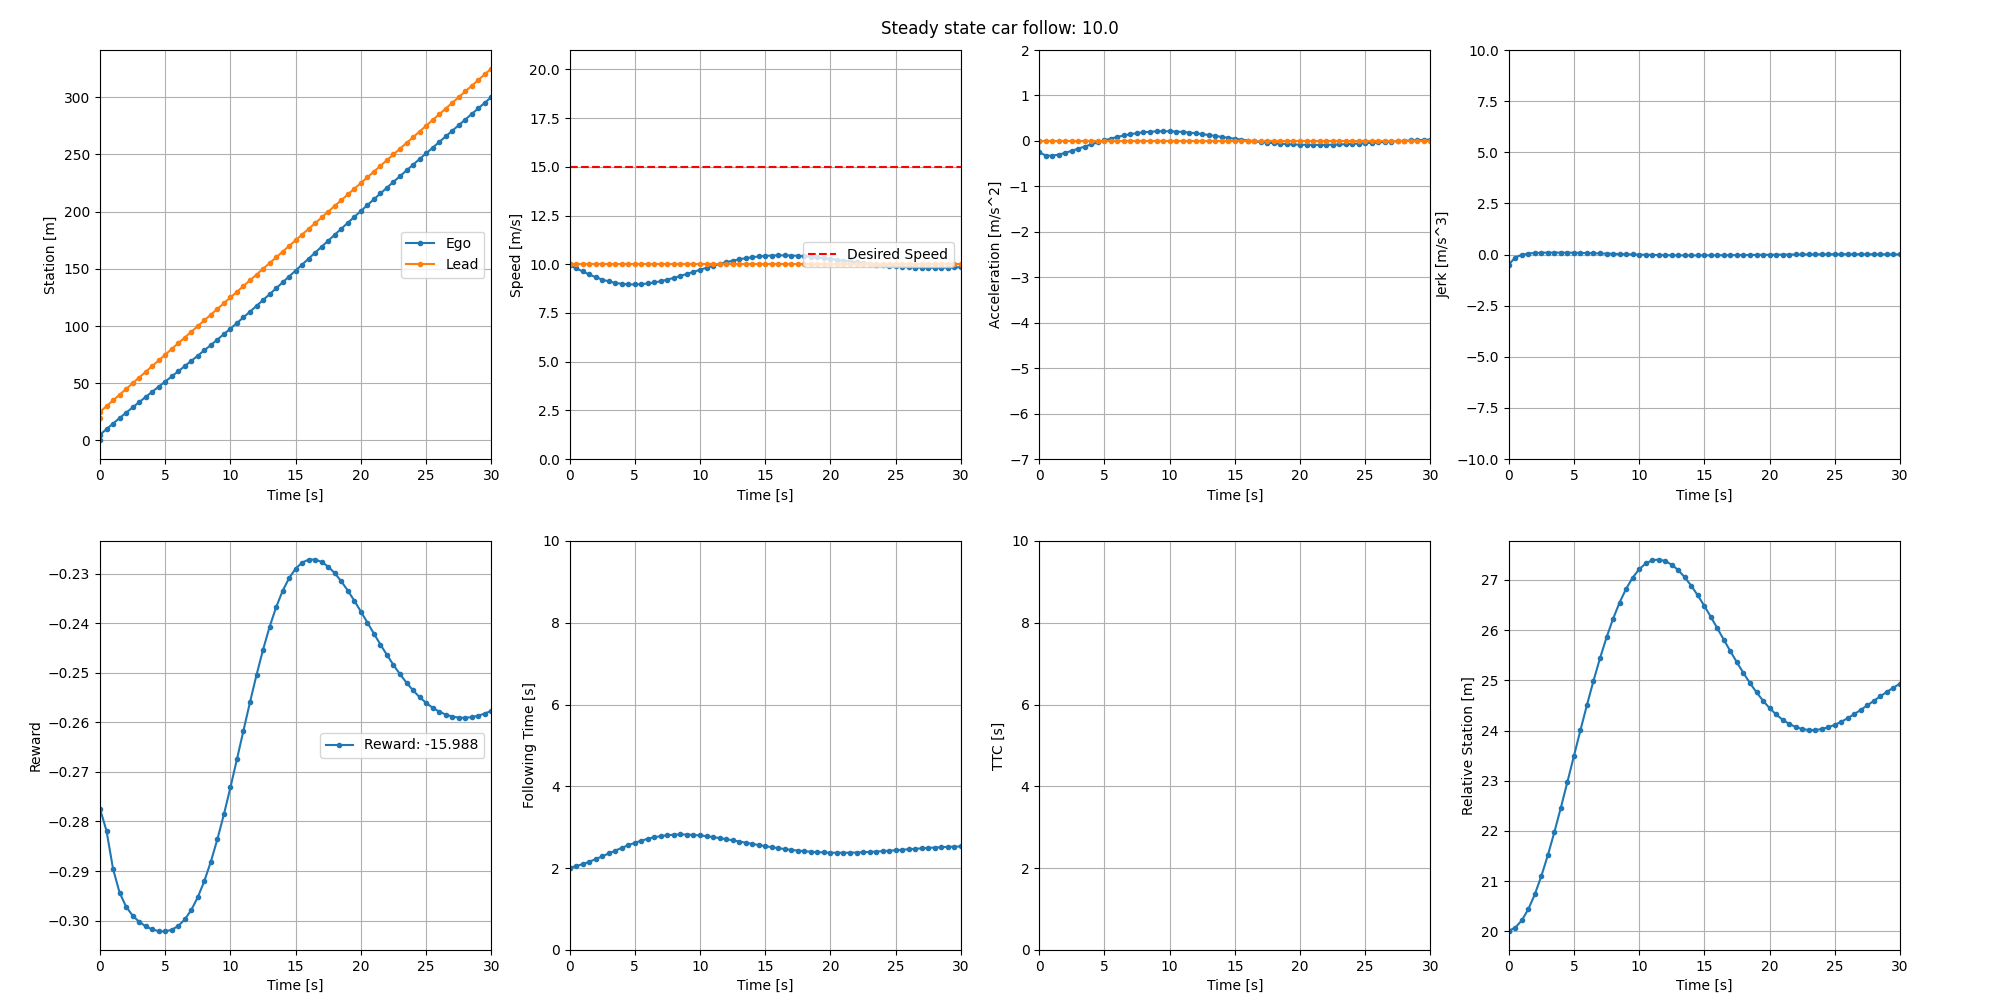 Steady state car follow: 10.0
Station [m]
300
250
200
150
100
50
0
Ego
Lead
0 5 10 15 20 25 30
Time [s]
Speed [m/s]
20.0
17.5
15.0
12.5
10.0
7.5
5.0
2.5
0.0
Desired Speed
0 5 10 15 20 25 30
Time [s]
Acceleration [m/s^2]
2
1
0
−1
−2
−3
−4
−5
−6
−7
0 5 10 15 20 25 30
Time [s]
Jerk [m/s^3]
10.0
7.5
5.0
2.5
0.0
−2.5
−5.0
−7.5
−10.0
0 5 10 15 20 25 30
Time [s]
Reward
−0.23
−0.24
−0.25
−0.26
−0.27
−0.28
−0.29
−0.30
Reward: -15.988
0 5 10 15 20 25 30
Time [s]
Following Time [s]
10
8
6
4
2
0
0 5 10 15 20 25 30
Time [s]
TTC [s]
10
8
6
4
2
0
0 5 10 15 20 25 30
Time [s]
Relative Station [m]
27
26
25
24
23
22
21
20
0 5 10 15 20 25 30
Time [s]